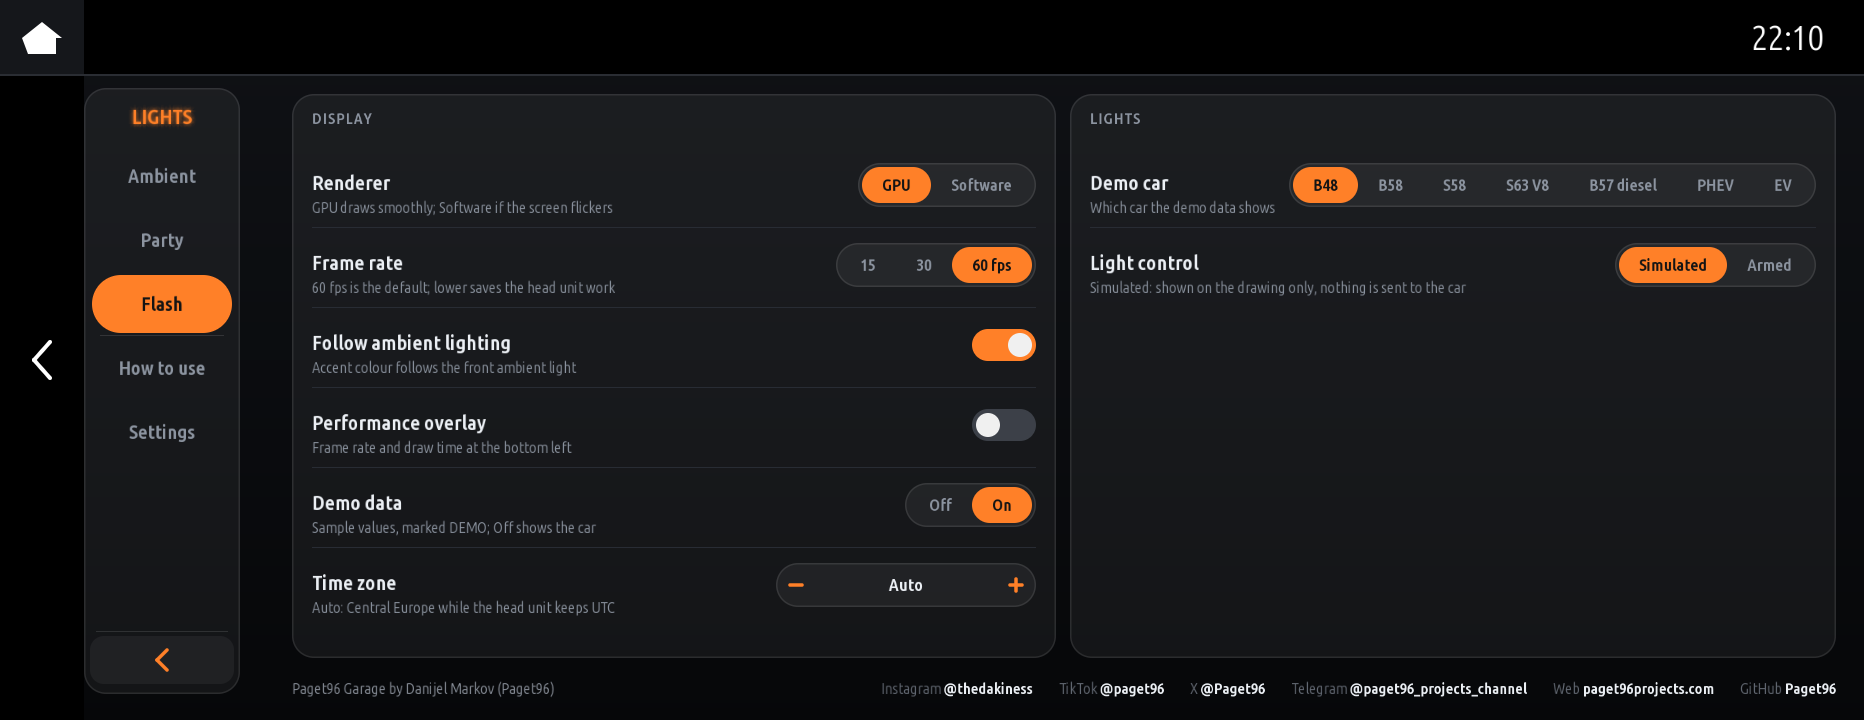 22:10
LIGHTS
Ambient
Party
Flash
How to use
Settings
DISPLAY
Renderer
GPU draws smoothly; Software if the screen flickers
GPU Software
Frame rate
60 fps is the default; lower saves the head unit work
15 30 60 fps
Follow ambient lighting
Accent colour follows the front ambient light
Performance overlay
Frame rate and draw time at the bottom left
Demo data
Sample values, marked DEMO; Off shows the car
Off On
Time zone
Auto: Central Europe while the head unit keeps UTC
Auto
LIGHTS
Demo car
Which car the demo data shows
B48 B58 S58 S63 V8 B57 diesel PHEV EV
Light control
Simulated: shown on the drawing only, nothing is sent to the car
Simulated Armed
Paget96 Garage by Danijel Markov (Paget96)
Instagram @thedakiness TikTok @paget96 X @Paget96 Telegram @paget96_projects_channel Web paget96projects.com GitHub Paget96